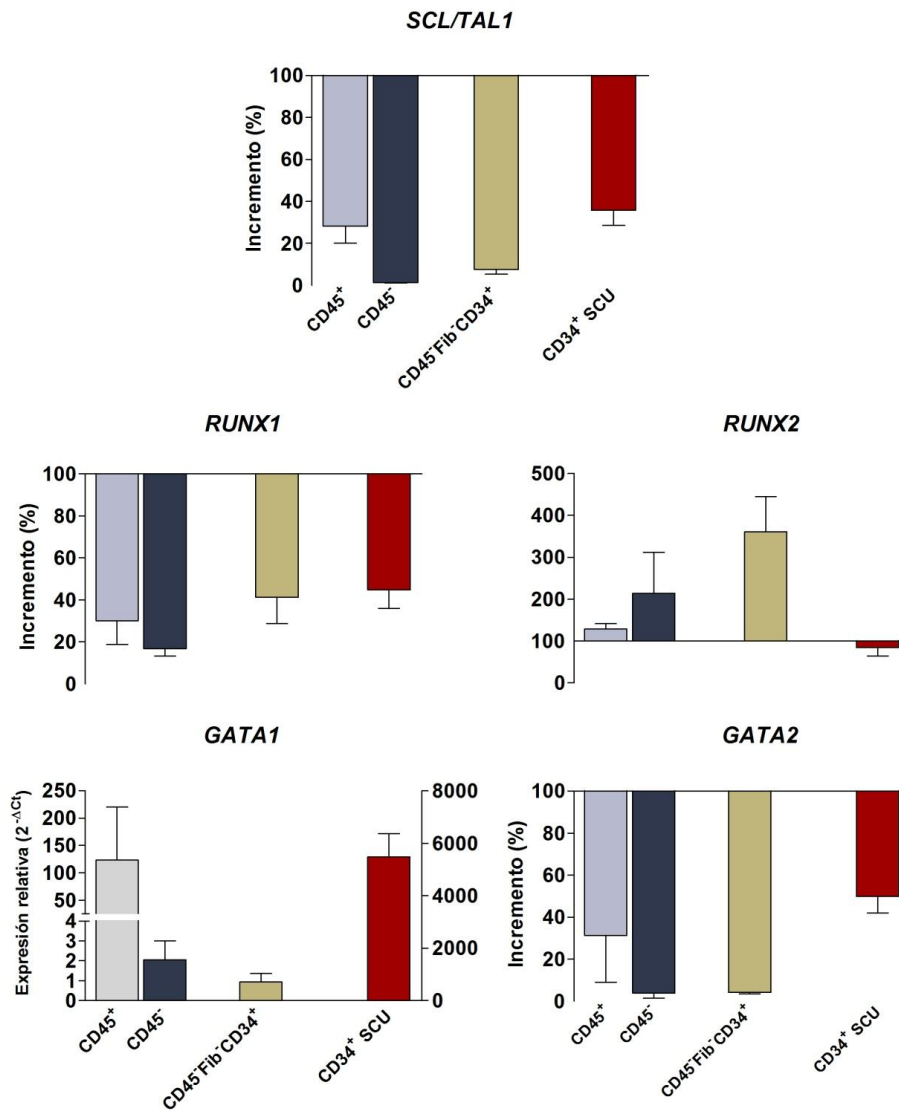 SCL/TAL1
Incremento (%)
100
80
60
40
20
0
CD45⁺
CD45⁻
CD45⁻Fib⁻CD34⁺
CD34⁺ SCU
RUNX1
Incremento (%)
100
80
60
40
20
0
RUNX2
500
400
300
200
100
0
GATA1
Expresión relativa (2^-ΔCt)
250
200
150
100
50
4
3
2
1
0
8000
6000
4000
2000
0
CD45⁺
CD45⁻
CD45⁻Fib⁻CD34⁺
CD34⁺ SCU
GATA2
Incremento (%)
100
80
60
40
20
0
CD45⁺
CD45⁻
CD45⁻Fib⁻CD34⁺
CD34⁺ SCU